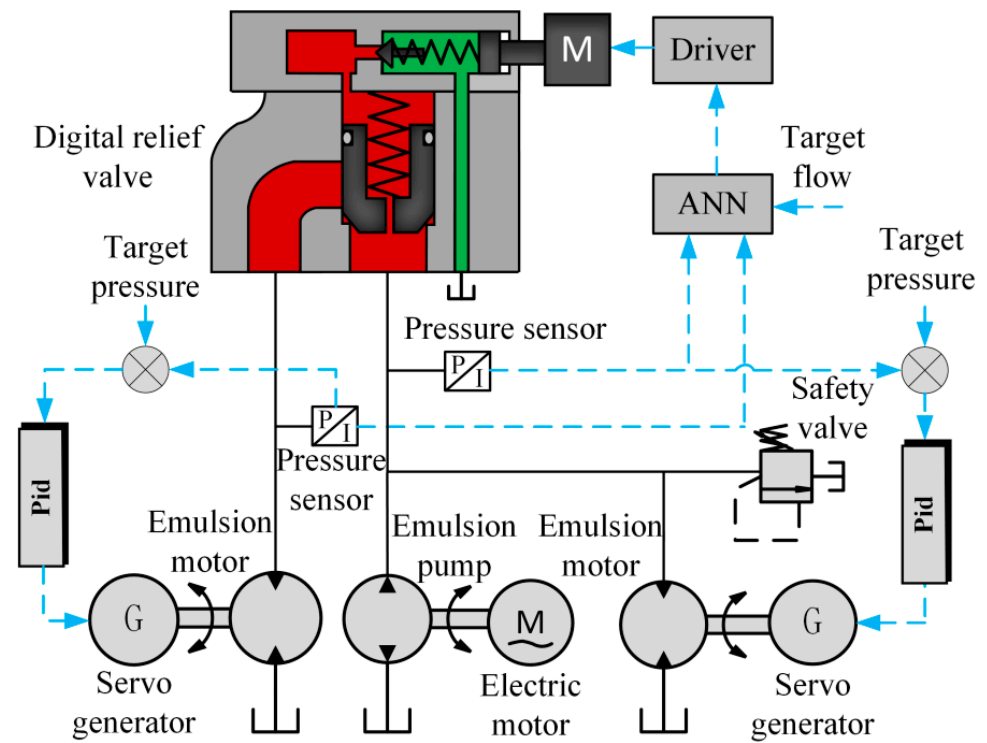 M
Driver
Digital relief
valve
Target
flow
ANN
Target
pressure
Target
pressure
Pressure sensor
P
I
Safety
valve
P
I
Pressure
sensor
Pid
Pid
Emulsion
motor
Emulsion
pump
Emulsion
motor
G
M
G
Servo
generator
Electric
motor
Servo
generator